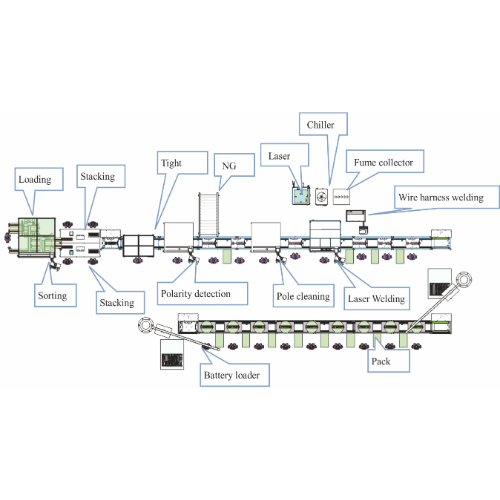 Chiller
Laser
Fume collector
Tight
NG
Stacking
Loading
Wire harness welding
Sorting
Stacking
Polarity detection
Pole cleaning
Laser Welding
Pack
Battery loader